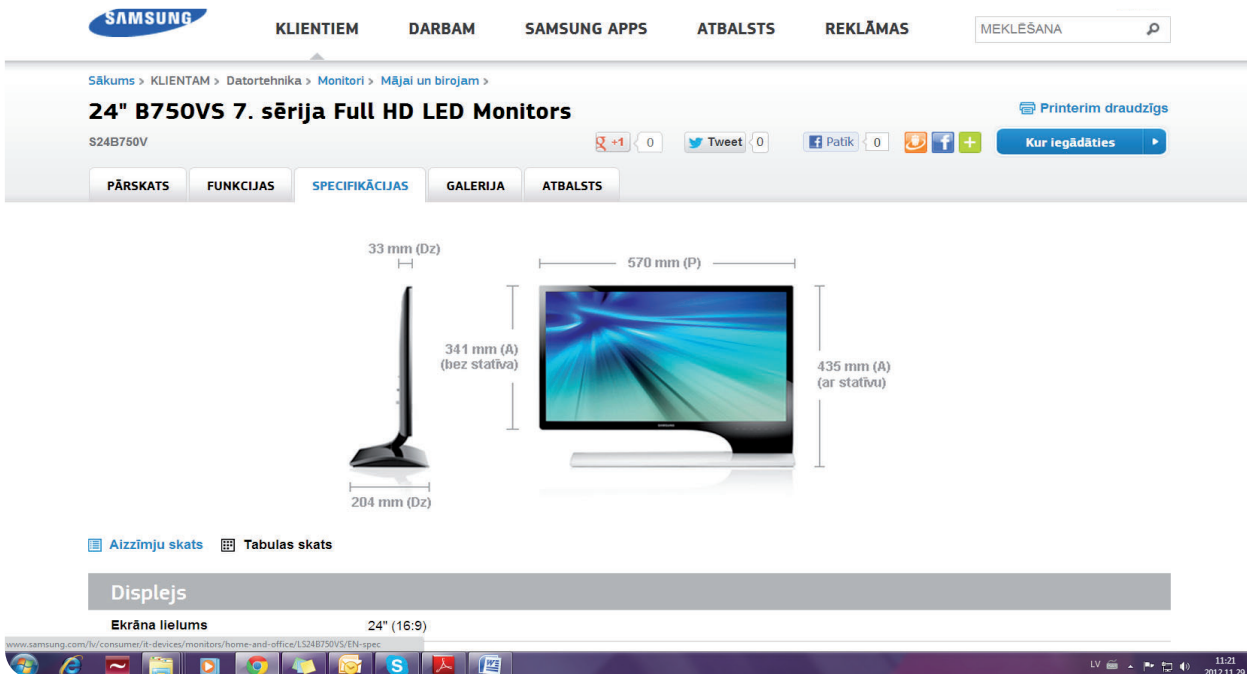 SAMSUNG
KLIENTIEM DARBAM SAMSUNG APPS ATBALSTS REKLĀMAS MEKLĒŠANA
Sākums > KLIENTAM > Datortehnika > Monitori > Mājai un birojam >
24" B750VS 7. sērija Full HD LED Monitors
Printerim draudzīgs
S24B750V
g +1 0 Tweet 0 Patīk 0 Kur iegādāties
PĀRSKATS FUNKCIJAS SPECIFIKĀCIJAS GALERIJA ATBALSTS
33 mm (Dz)
570 mm (P)
341 mm (A)
(bez statīva)
435 mm (A)
(ar statīvu)
204 mm (Dz)
Aizzīmju skats Tabulas skats
Displejs
Ekrāna lielums 24" (16:9)
www.samsung.com/lv/consumer/it-devices/monitors/home-and-office/LS24B750VS/EN-spec
LV 11:21
2012.11.29